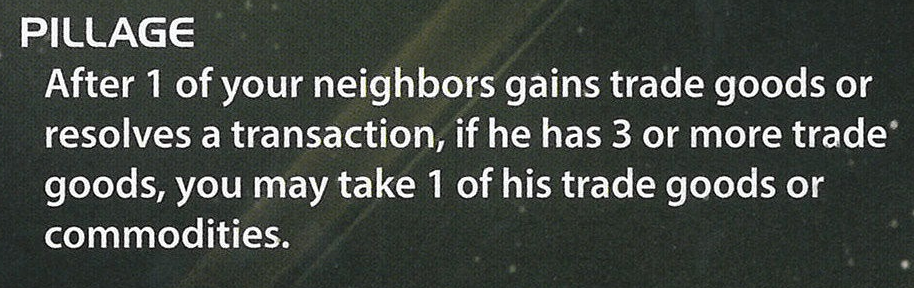 PILLAGE
After 1 of your neighbors gains trade goods or
resolves a transaction, if he has 3 or more trade
goods, you may take 1 of his trade goods or
commodities.